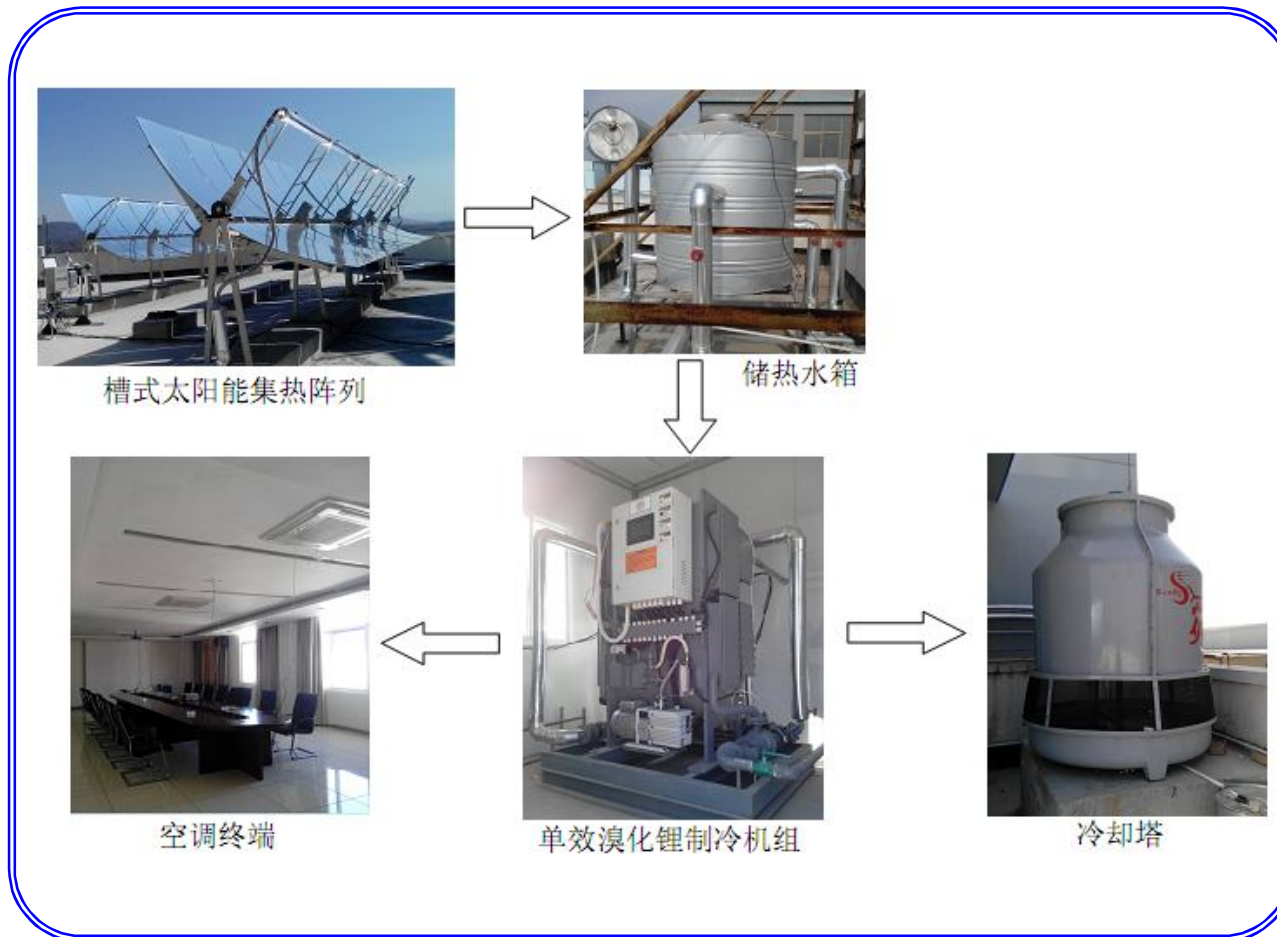 槽式太阳能集热阵列
储热水箱
空调终端
单效溴化锂制冷机组
冷却塔